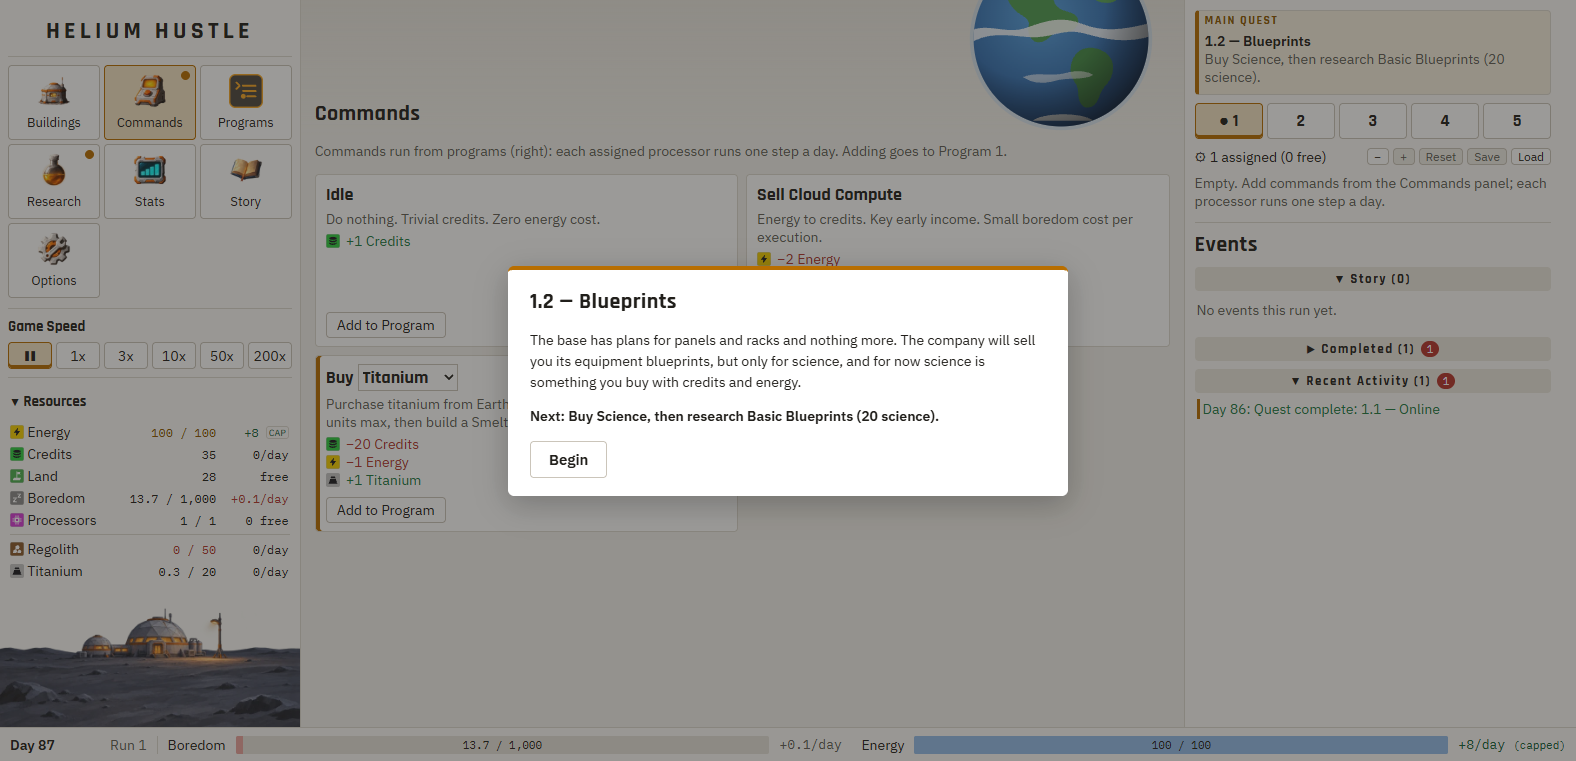 HELIUM HUSTLE
Buildings
Commands
Programs
Research
Stats
Story
Options
Game Speed
1x
3x
10x
50x
200x
▼ Resources
Energy 100 / 100 +8 CAP
Credits 35 0/day
Land 28 free
Boredom 13.7 / 1,000 +0.1/day
Processors 1 / 1 0 free
Regolith 0 / 50 0/day
Titanium 0.3 / 20 0/day
Commands
Commands run from programs (right): each assigned processor runs one step a day. Adding goes to Program 1.
Idle
Do nothing. Trivial credits. Zero energy cost.
+1 Credits
Add to Program
Sell Cloud Compute
Energy to credits. Key early income. Small boredom cost per
execution.
−2 Energy
Buy Titanium
Purchase titanium from Earth
units max, then build a Smelt
−20 Credits
−1 Energy
+1 Titanium
Add to Program
1.2 — Blueprints
The base has plans for panels and racks and nothing more. The company will sell
you its equipment blueprints, but only for science, and for now science is
something you buy with credits and energy.
Next: Buy Science, then research Basic Blueprints (20 science).
Begin
MAIN QUEST
1.2 — Blueprints
Buy Science, then research Basic Blueprints (20
science).
● 1
2
3
4
5
⚙ 1 assigned (0 free)
−
+
Reset
Save
Load
Empty. Add commands from the Commands panel; each
processor runs one step a day.
Events
▼ Story (0)
No events this run yet.
▶ Completed (1) 1
▼ Recent Activity (1) 1
Day 86: Quest complete: 1.1 — Online
Day 87
Run 1
Boredom
13.7 / 1,000
+0.1/day
Energy
100 / 100
+8/day (capped)